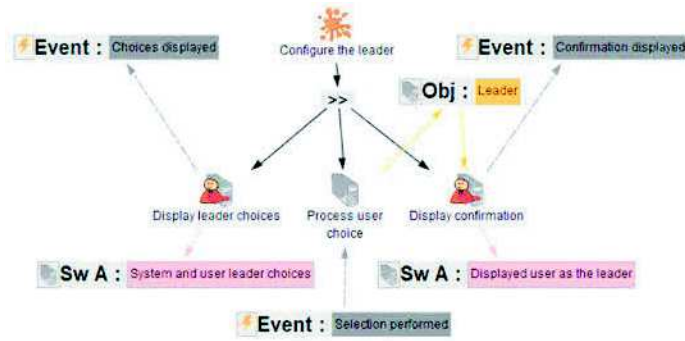 Event : Choices displayed
Configure the leader
Event : Confirmation displayed
>>
Obj : Leader
Display leader choices
Process user
choice
Display confirmation
Sw A : System and user leader choices
Sw A : Displayed user as the leader
Event : Selection performed